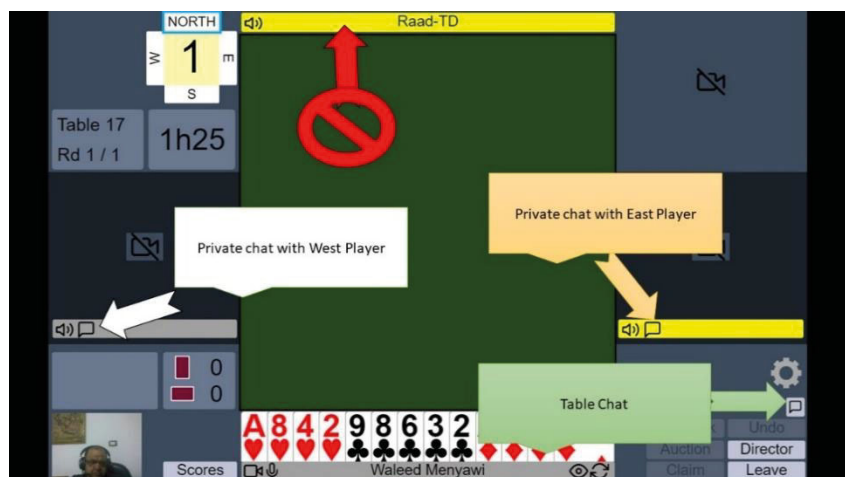 NORTH
Raad-TD
W
1
E
S
Table 17
Rd 1 / 1
1h25
Private chat with East Player
Private chat with West Player
0
0
Table Chat
A 8 4 2 9 8 6 3 2
Undo
Auction
Director
Scores
Waleed Menyawi
Claim
Leave